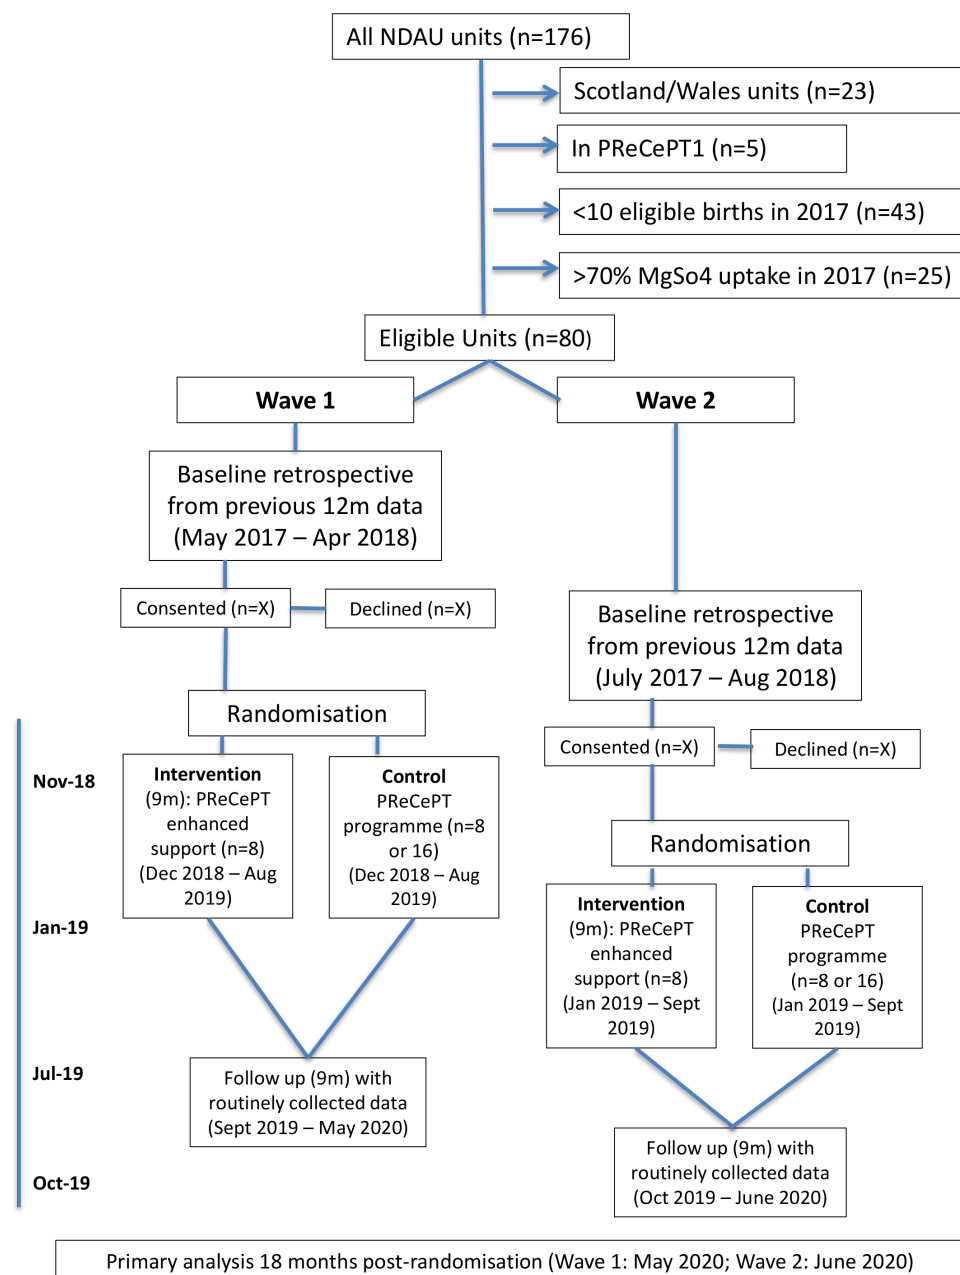 All NDAU units (n=176)
Scotland/Wales units (n=23)
In PReCePT1 (n=5)
<10 eligible births in 2017 (n=43)
>70% MgSo4 uptake in 2017 (n=25)
Eligible Units (n=80)
Wave 1
Wave 2
Baseline retrospective
from previous 12m data
(May 2017 – Apr 2018)
Consented (n=X)
Declined (n=X)
Randomisation
Intervention
(9m): PReCePT
enhanced
support (n=8)
(Dec 2018 – Aug
2019)
Control
PReCePT
programme (n=8
or 16)
(Dec 2018 – Aug
2019)
Follow up (9m) with
routinely collected data
(Sept 2019 – May 2020)
Baseline retrospective
from previous 12m data
(July 2017 – Aug 2018)
Consented (n=X)
Declined (n=X)
Randomisation
Intervention
(9m): PReCePT
enhanced
support (n=8)
(Jan 2019 – Sept
2019)
Control
PReCePT
programme
(n=8 or 16)
(Jan 2019 – Sept
2019)
Follow up (9m) with
routinely collected data
(Oct 2019 – June 2020)
Nov-18
Jan-19
Jul-19
Oct-19
Primary analysis 18 months post-randomisation (Wave 1: May 2020; Wave 2: June 2020)